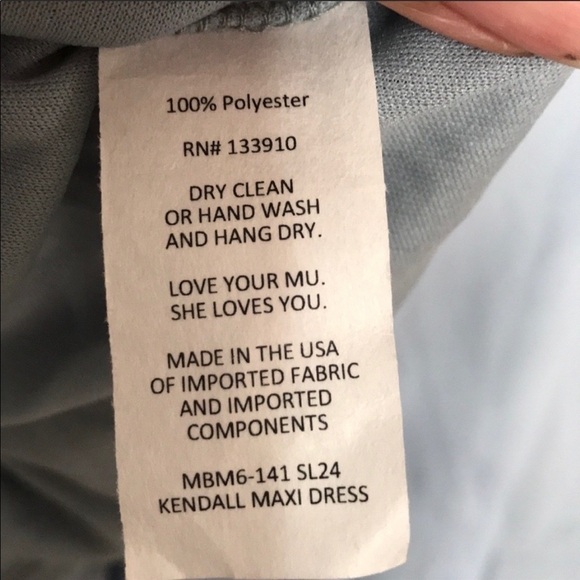 100% Polyester
RN# 133910
DRY CLEAN
OR HAND WASH
AND HANG DRY.
LOVE YOUR MU.
SHE LOVES YOU.
MADE IN THE USA
OF IMPORTED FABRIC
AND IMPORTED
COMPONENTS
MBM6-141 SL24
KENDALL MAXI DRESS